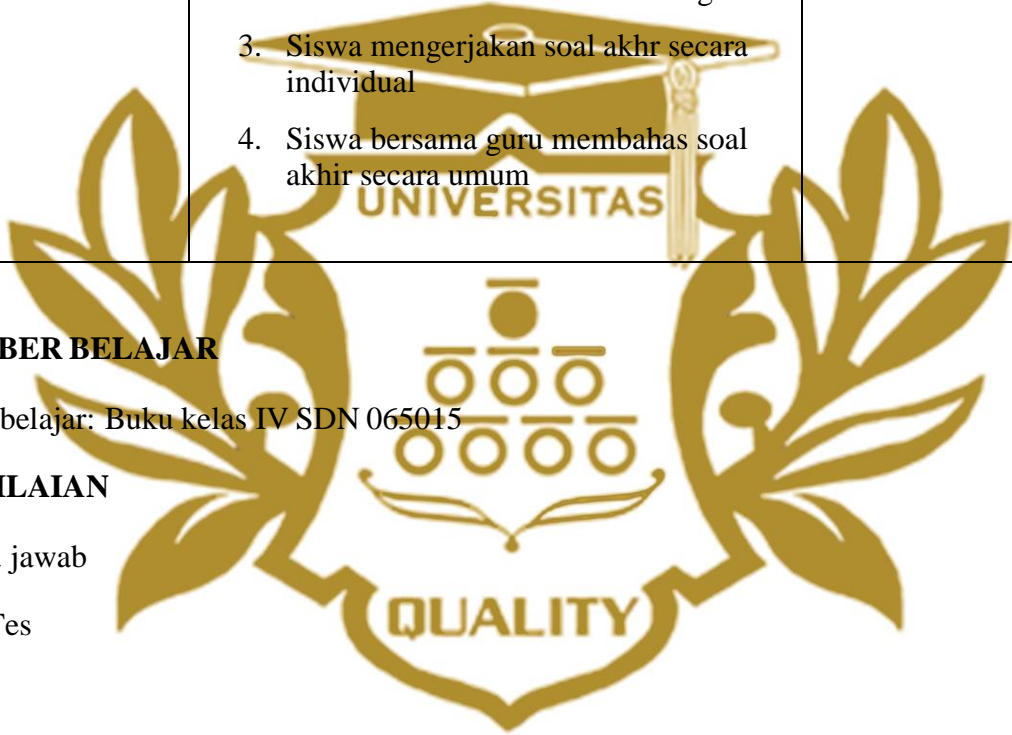 3. Siswa mengerjakan soal akhr secara
individual
4. Siswa bersama guru membahas soal
akhir secara umum
UNIVERSITAS
BER BELAJAR
belajar: Buku kelas IV SDN 065015
ILAIAN
jawab
Tes
QUALITY